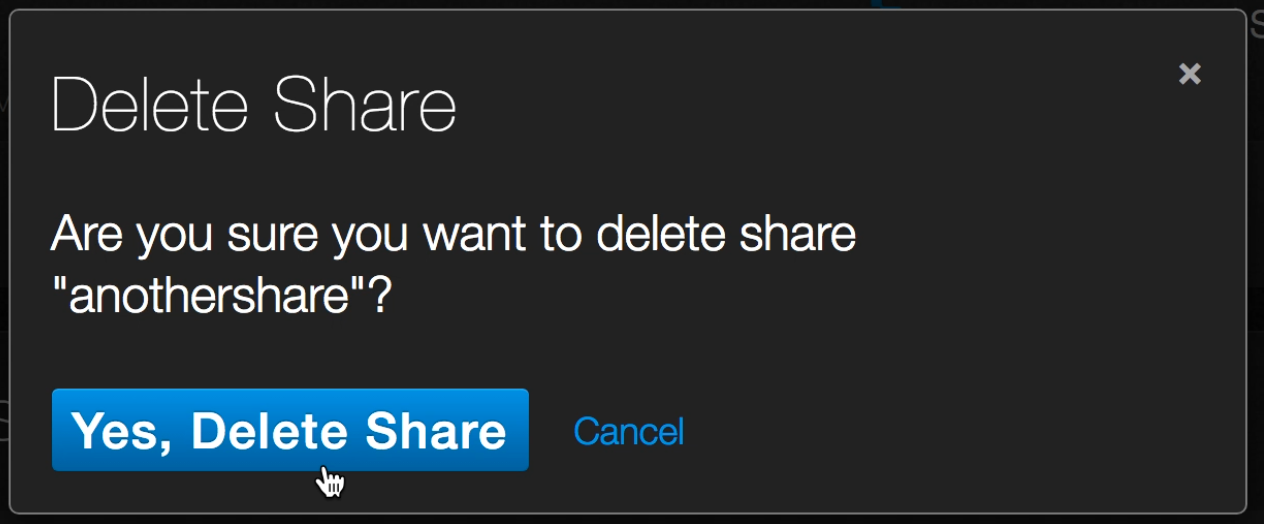 Delete Share
Are you sure you want to delete share
"anothershare"?
Yes, Delete Share
Cancel